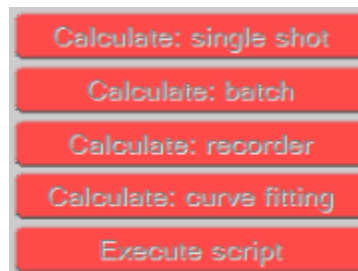 Calculate: single shot
Calculate: batch
Calculate: recorder
Calculate: curve fitting
Execute script